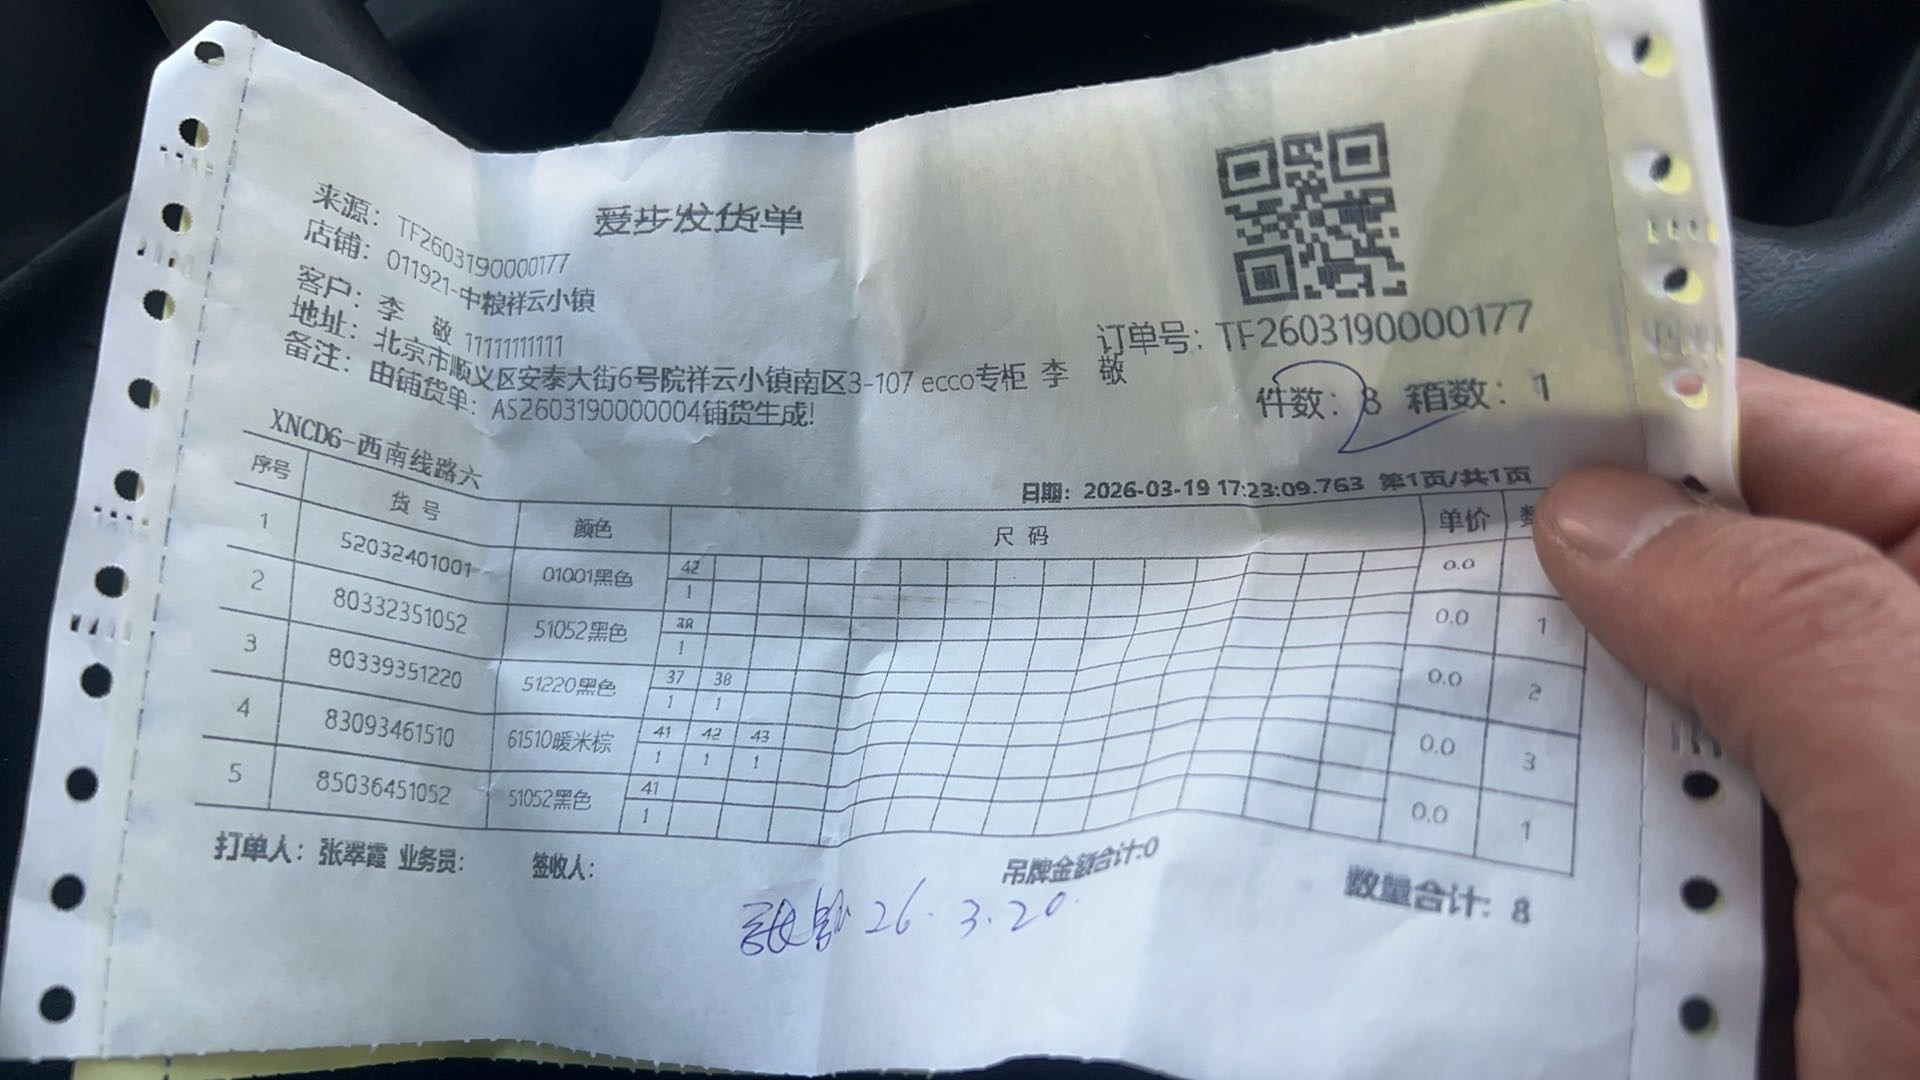 爱步发货单
来源：TF2603190000177
店铺：011921-中粮祥云小镇
客户：李 敬 11111111111
地址：北京市顺义区安泰大街6号院祥云小镇南区3-107 ecco专柜 李 敬
备注：由铺货单：AS2603190000004铺货生成!
订单号：TF2603190000177
件数：8 箱数：1
XNCD6-西南线路六
日期：2026-03-19 17:23:09.763 第1页/共1页
序号 货号 颜色 尺码 单价
1 52032401001 01001黑色 42 0.0
1
2 80332351052 51052黑色 38 0.0 1
1
3 80339351220 51220黑色 37 38 0.0 2
1 1
4 83093461510 61510暖米棕 41 42 43 0.0 3
1 1 1
5 85036451052 51052黑色 41 0.0 1
1
打单人：张翠霞 业务员： 签收人： 吊牌金额合计:0 数量合计: 8
26.3.20.